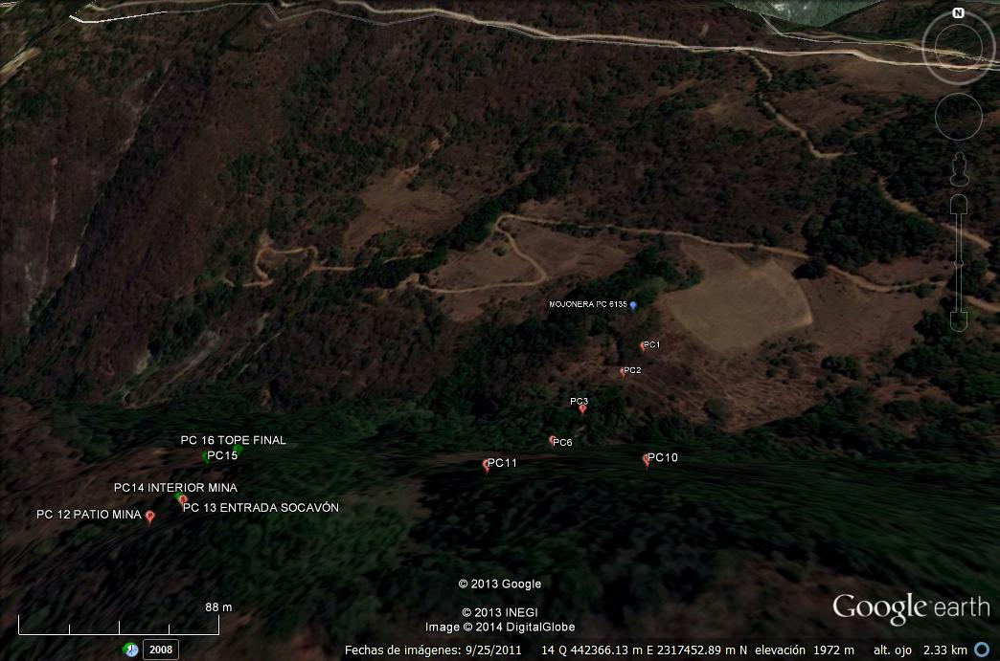 N
MOJONERA PC 6135
PC1
PC2
PC3
PC 16 TOPE FINAL
PC6
PC15
PC10
PC11
PC14 INTERIOR MINA
PC 13 ENTRADA SOCAVÓN
PC 12 PATIO MINA
© 2013 Google
88 m
© 2013 INEGI
Google earth
Image © 2014 DigitalGlobe
2008
Fechas de imágenes: 9/25/2011 14 Q 442366.13 m E 2317452.89 m N elevación 1972 m alt. ojo 2.33 km